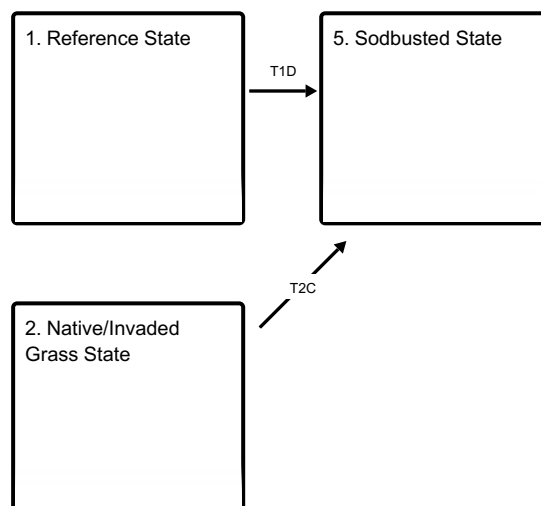 1. Reference State
5. Sodbusted State
T1D
T2C
2. Native/Invaded
Grass State